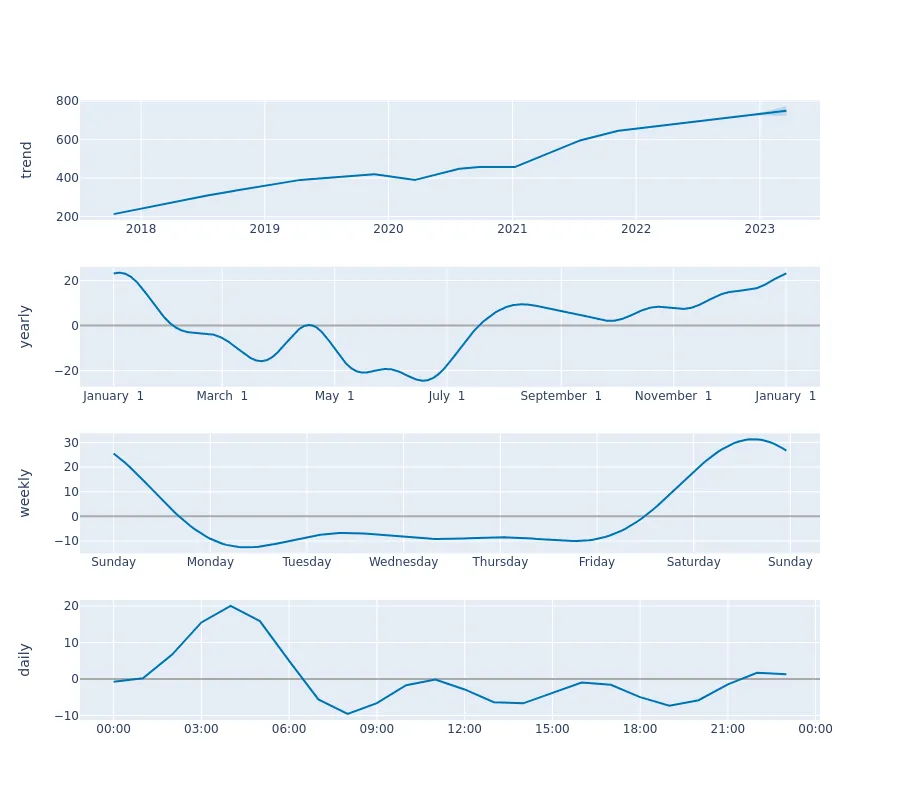 trend
800
600
400
200
2018 2019 2020 2021 2022 2023
yearly
20
0
−20
January 1 March 1 May 1 July 1 September 1 November 1 January 1
weekly
30
20
10
0
−10
Sunday Monday Tuesday Wednesday Thursday Friday Saturday Sunday
daily
20
10
0
−10
00:00 03:00 06:00 09:00 12:00 15:00 18:00 21:00 00:00